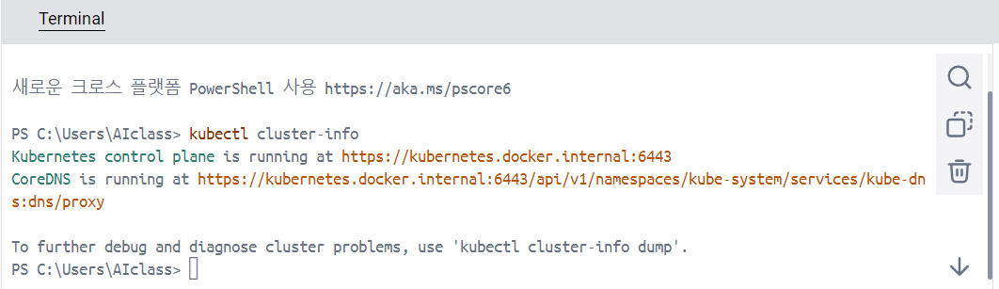 Terminal
새로운 크로스 플랫폼 PowerShell 사용 https://aka.ms/pscore6
PS C:\Users\AIclass> kubectl cluster-info
Kubernetes control plane is running at https://kubernetes.docker.internal:6443
CoreDNS is running at https://kubernetes.docker.internal:6443/api/v1/namespaces/kube-system/services/kube-dn
s:dns/proxy
To further debug and diagnose cluster problems, use 'kubectl cluster-info dump'.
PS C:\Users\AIclass>